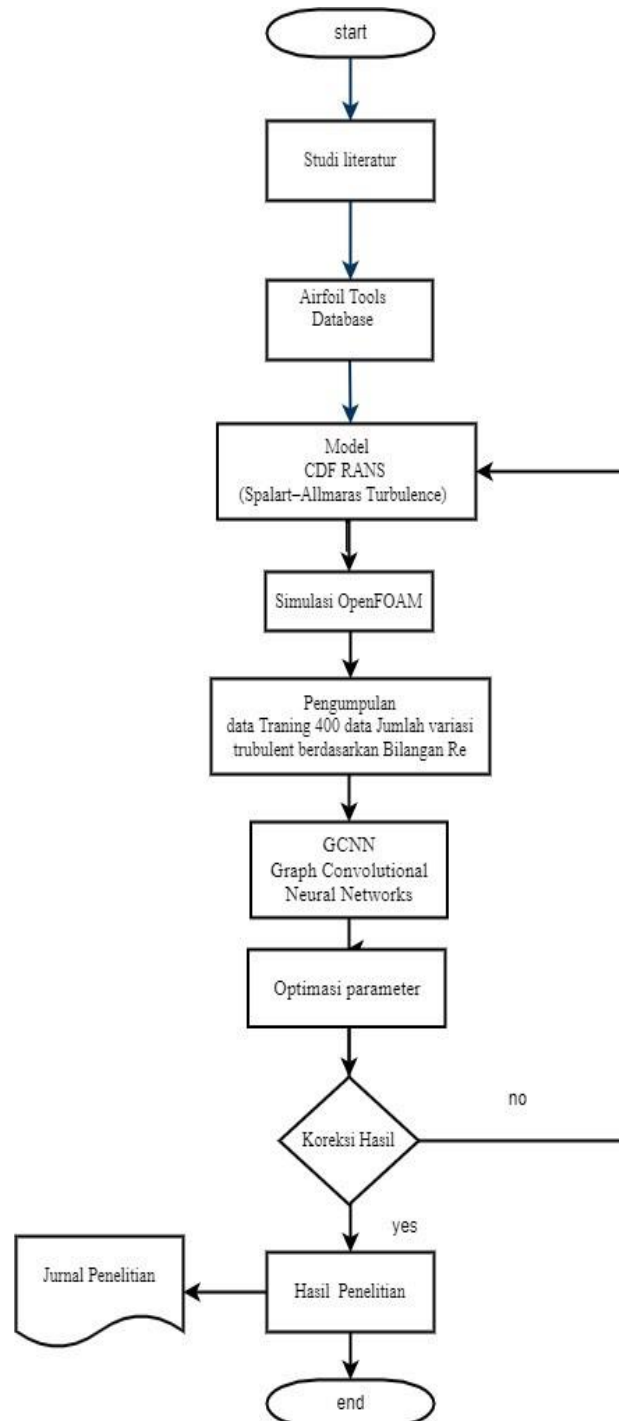 start
Studi literatur
Airfoil Tools
Database
Model
CDF RANS
(Spalart–Allmaras Turbulence)
Simulasi OpenFOAM
Pengumpulan
data Traning 400 data Jumlah variasi
trubulent berdasarkan Bilangan Re
GCNN
Graph Convolutional
Neural Networks
Optimasi parameter
Koreksi Hasil
no
yes
Jurnal Penelitian
Hasil Penelitian
end